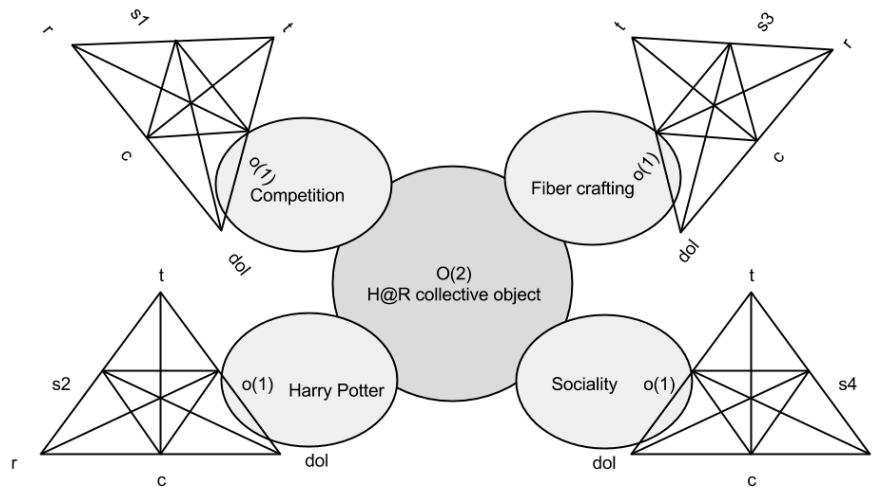 r
s1
t
c
o(1)
Competition
dol
t
s3
r
c
o(1)
Fiber crafting
dol
O(2)
H@R collective object
t
s2
o(1)
Harry Potter
r
c
dol
t
Sociality
o(1)
s4
dol
c